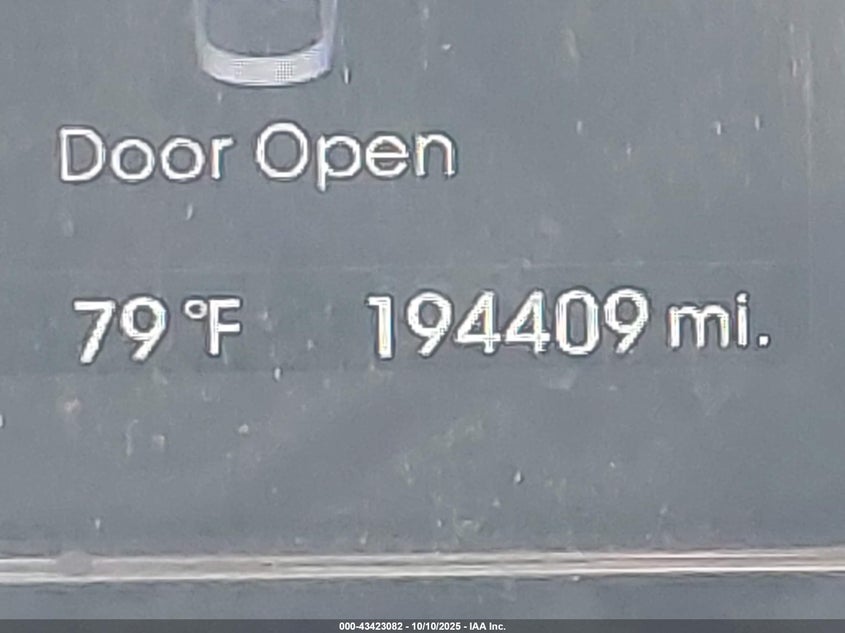 Door Open
79 °F 194409 mi.
000-43423082 - 10/10/2025 - IAA Inc.